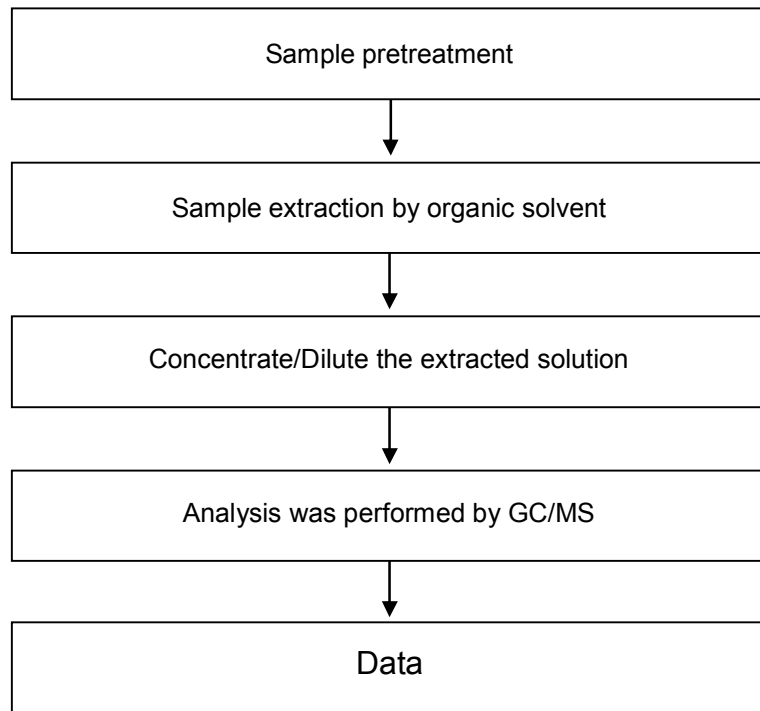 Sample pretreatment
Sample extraction by organic solvent
Concentrate/Dilute the extracted solution
Analysis was performed by GC/MS
Data